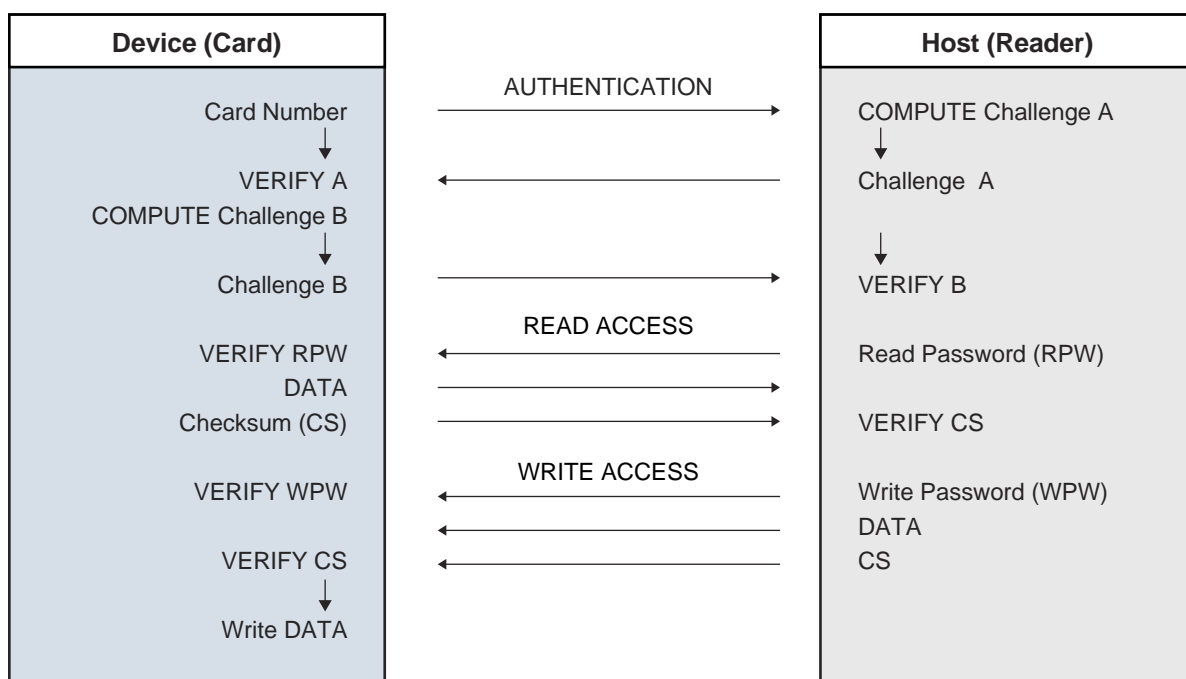 Device (Card)
Host (Reader)
AUTHENTICATION
Card Number
COMPUTE Challenge A
VERIFY A
Challenge A
COMPUTE Challenge B
Challenge B
VERIFY B
READ ACCESS
VERIFY RPW
Read Password (RPW)
DATA
Checksum (CS)
VERIFY CS
WRITE ACCESS
VERIFY WPW
Write Password (WPW)
DATA
VERIFY CS
CS
Write DATA